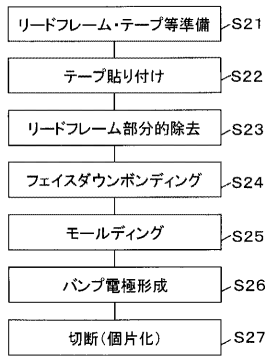 リードフレーム・テープ等準備 S21
テープ貼り付け S22
リードフレーム部分的除去 S23
フェイスダウンボンディング S24
モールディング S25
バンプ電極形成 S26
切断(個片化) S27